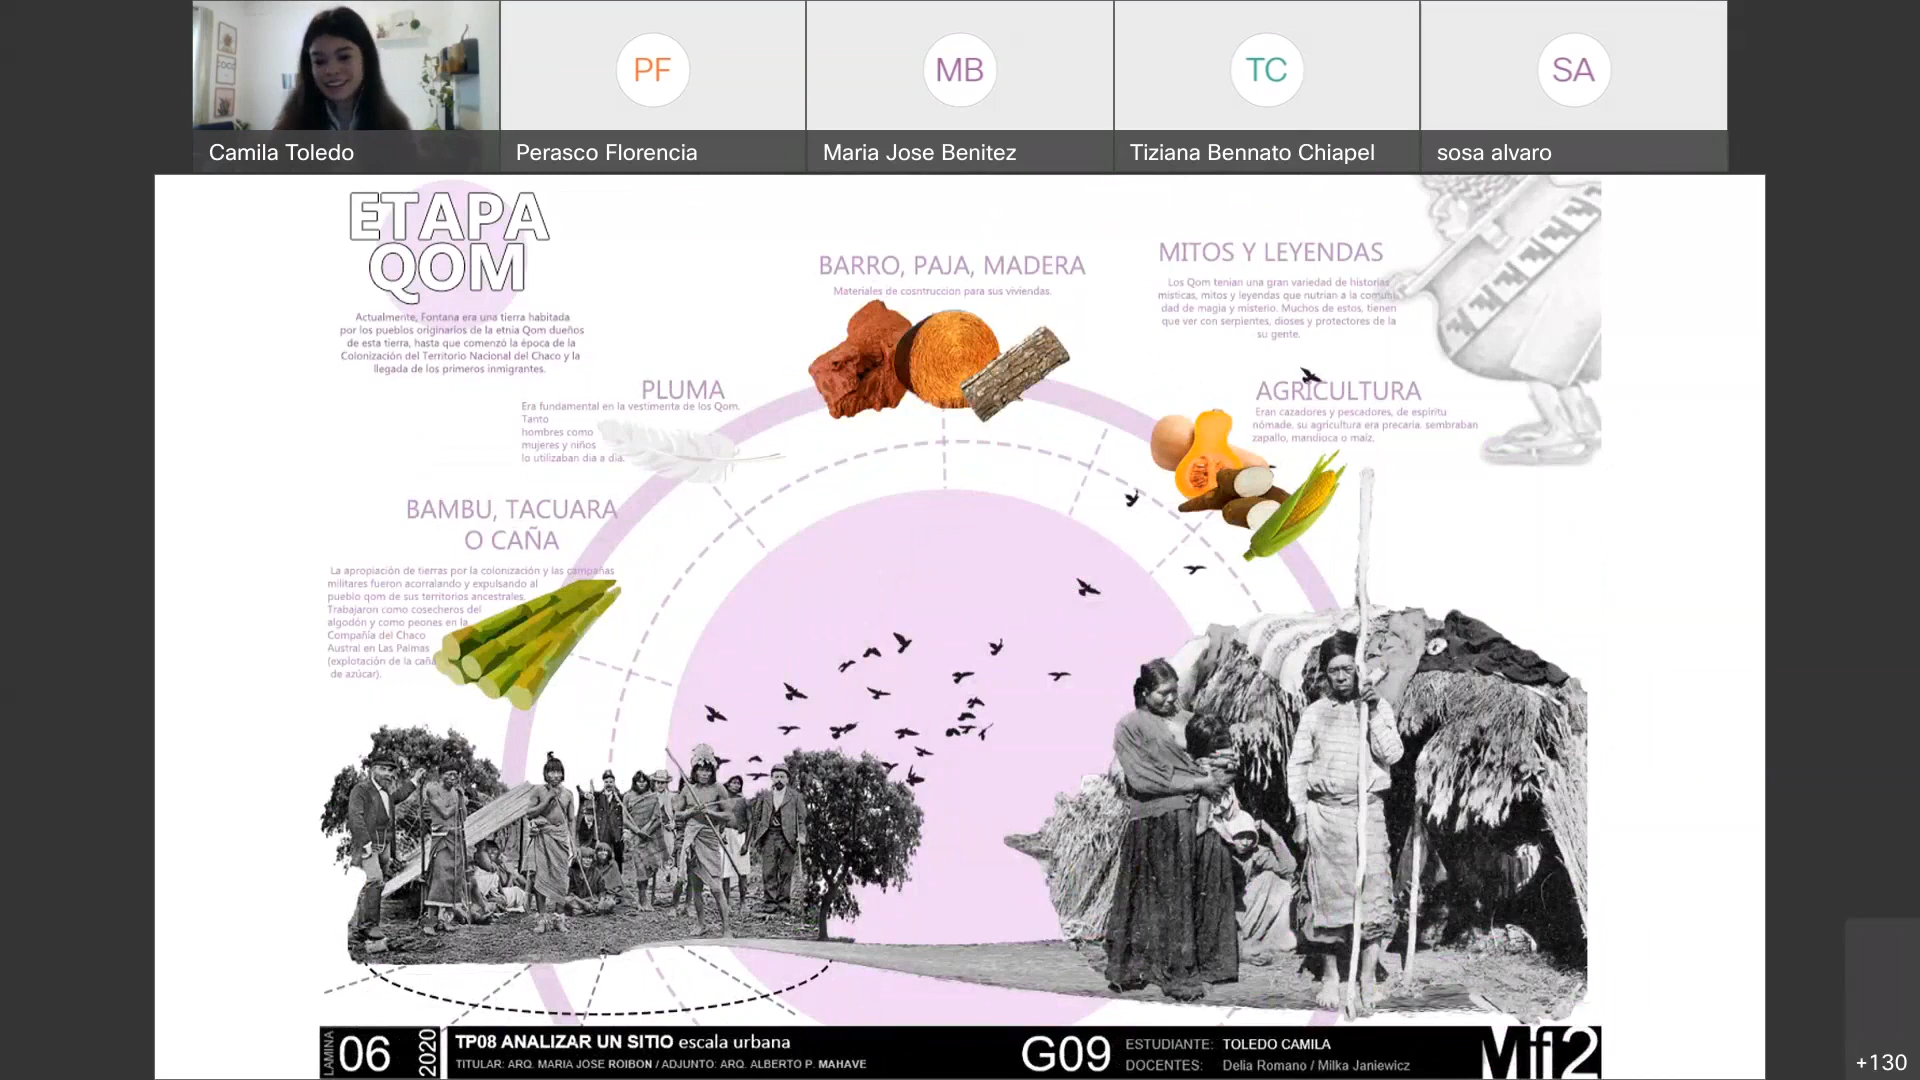 PF
MB
TC
SA
Camila Toledo
Perasco Florencia
Maria Jose Benitez
Tiziana Bennato Chiapel
sosa alvaro
ETAPA
QOM
Actualmente, Fontana era una tierra habitada
por los pueblos originarios de la etnia Qom dueños
de esta tierra, hasta que comenzó la época de la
Colonización del Territorio Nacional del Chaco y la
llegada de los primeros inmigrantes.
BARRO, PAJA, MADERA
Materiales de cosntruccion para sus viviendas.
MITOS Y LEYENDAS
Los Qom tenian una gran variedad de historias
misticas, mitos y leyendas que nutrian a la comuni
dad de magia y misterio. Muchos de estos, tienen
que ver con serpientes, dioses y protectores de la
su gente.
PLUMA
Era fundamental en la vestimenta de los Qom.
Tanto
hombres como
mujeres y niños
lo utilizaban dia a dia.
AGRICULTURA
Eran cazadores y pescadores, de espiritu
nómade. su agricultura era precaria. sembraban
zapallo, mandioca o maíz.
BAMBU, TACUARA
O CAÑA
La apropiación de tierras por la colonización y las campañas
militares fueron acorralando y expulsando al
pueblo qom de sus territorios ancestrales.
Trabajaron como cosecheros del
algodón y como peones en la
Compañía del Chaco
Austral en Las Palmas
(explotación de la caña
de azúcar).
LAMINA
06
2020
TP08 ANALIZAR UN SITIO escala urbana
TITULAR: ARQ. MARIA JOSE ROIBON / ADJUNTO: ARQ. ALBERTO P. MAHAVE
G09
ESTUDIANTE: TOLEDO CAMILA
DOCENTES: Delia Romano / Milka Janiewicz
Mfi2
+130